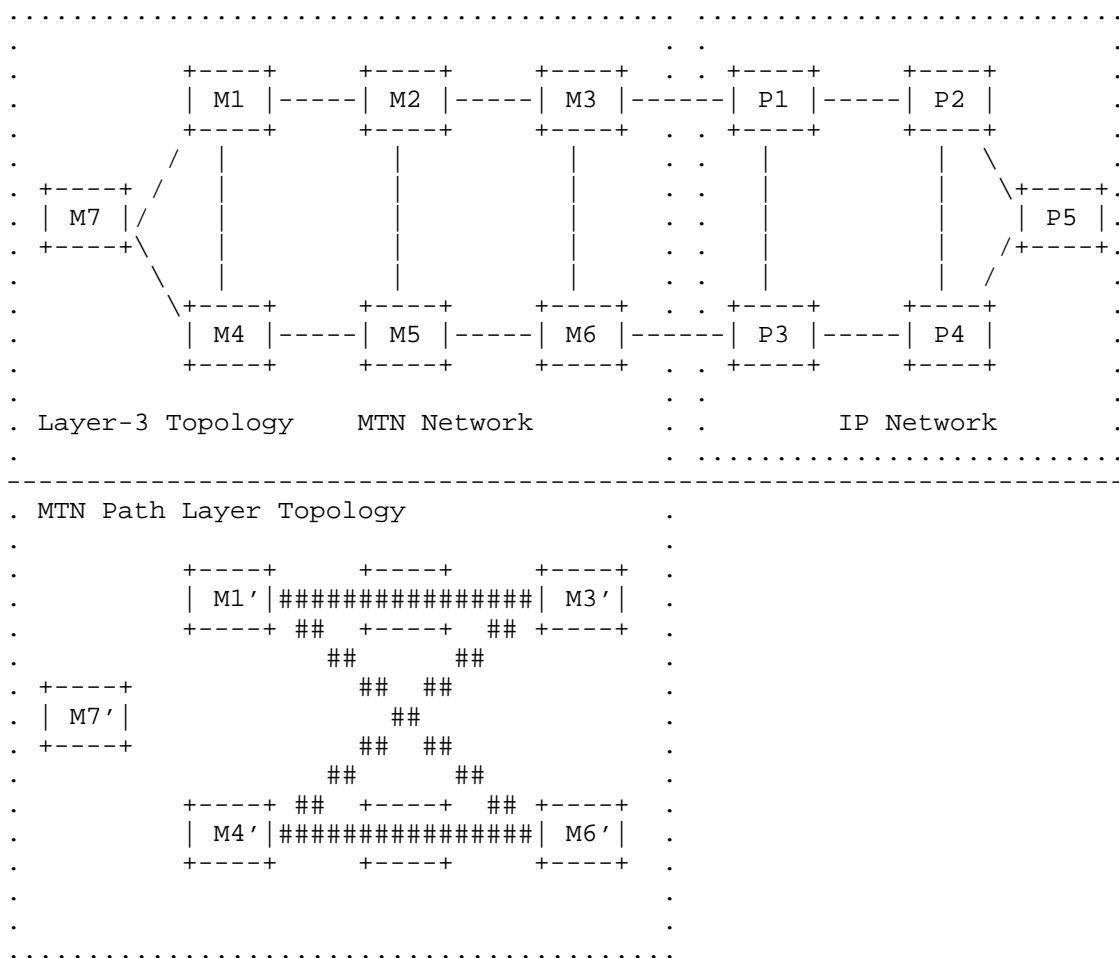 M1 M2 M3 P1 P2
M7 P5
M4 M5 M6 P3 P4
Layer-3 Topology MTN Network IP Network
MTN Path Layer Topology
M1' M3'
M7'
M4' M6'